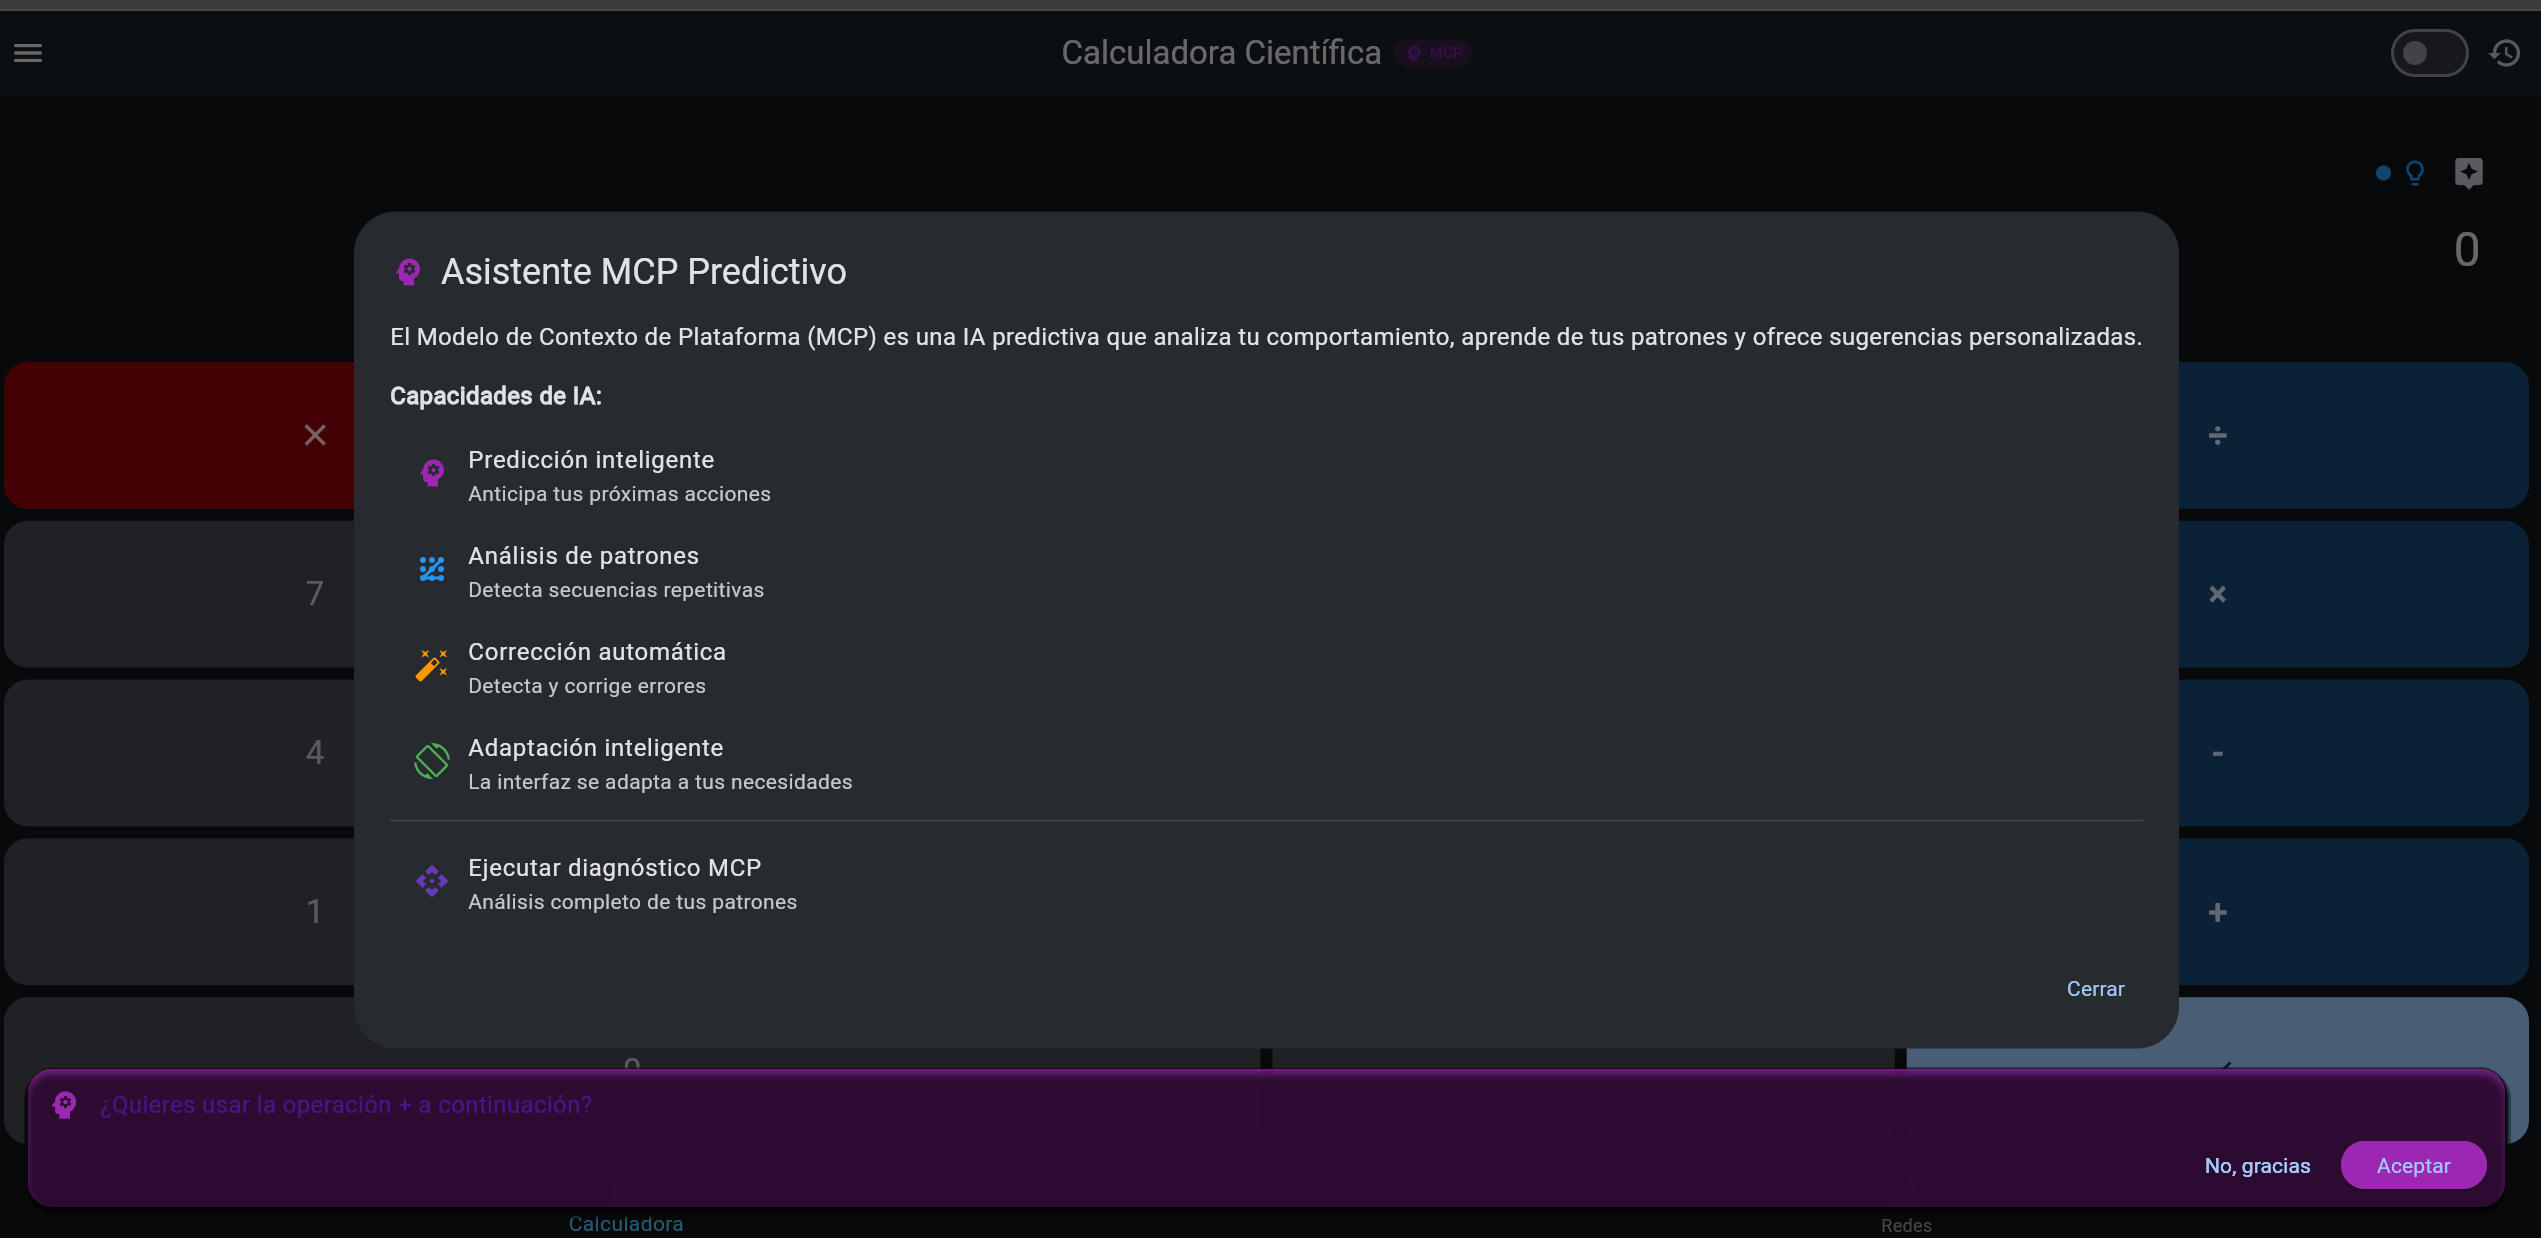 Calculadora Científica MCP
0
Asistente MCP Predictivo
El Modelo de Contexto de Plataforma (MCP) es una IA predictiva que analiza tu comportamiento, aprende de tus patrones y ofrece sugerencias personalizadas.
Capacidades de IA:
Predicción inteligente
Anticipa tus próximas acciones
Análisis de patrones
Detecta secuencias repetitivas
Corrección automática
Detecta y corrige errores
Adaptación inteligente
La interfaz se adapta a tus necesidades
Ejecutar diagnóstico MCP
Análisis completo de tus patrones
Cerrar
÷
7
×
4
-
1
+
¿Quieres usar la operación + a continuación?
No, gracias
Aceptar
Calculadora
Redes